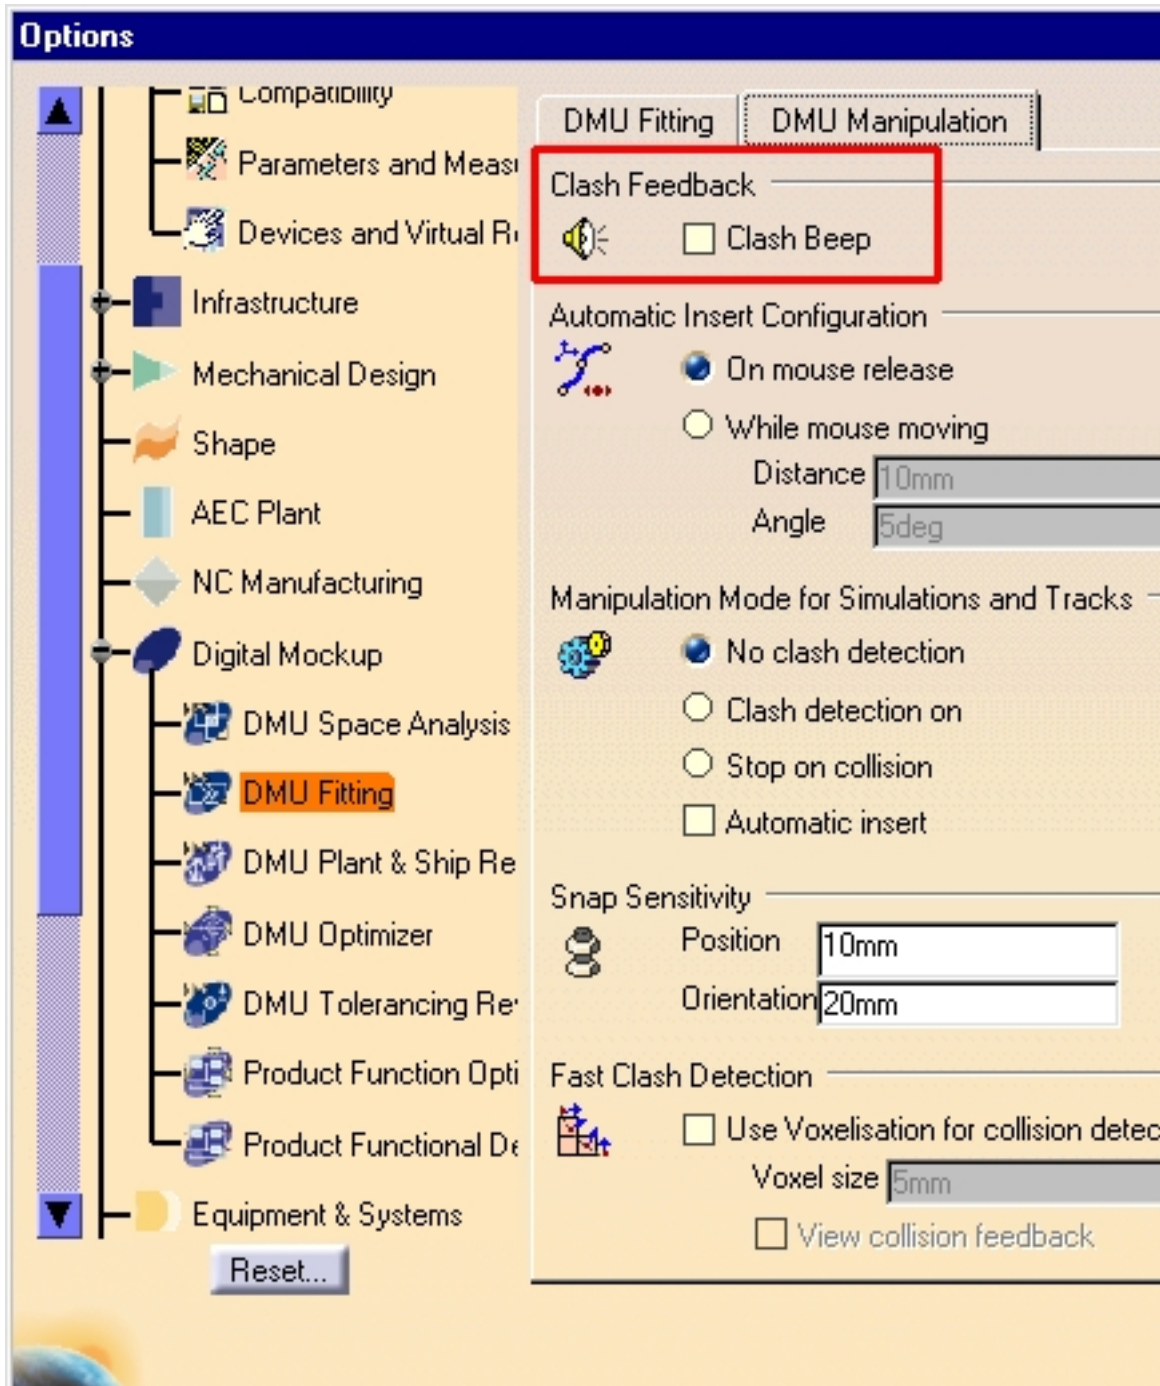 Options
Compatibility
Parameters and Measu
Devices and Virtual Re
Infrastructure
Mechanical Design
Shape
AEC Plant
NC Manufacturing
Digital Mockup
DMU Space Analysis
DMU Fitting
DMU Plant & Ship Re
DMU Optimizer
DMU Tolerancing Rev
Product Function Opti
Product Functional De
Equipment & Systems
Reset...
DMU Fitting
DMU Manipulation
Clash Feedback
Clash Beep
Automatic Insert Configuration
On mouse release
While mouse moving
Distance 10mm
Angle 5deg
Manipulation Mode for Simulations and Tracks
No clash detection
Clash detection on
Stop on collision
Automatic insert
Snap Sensitivity
Position 10mm
Orientation 20mm
Fast Clash Detection
Use Voxelisation for collision detec
Voxel size 5mm
View collision feedback